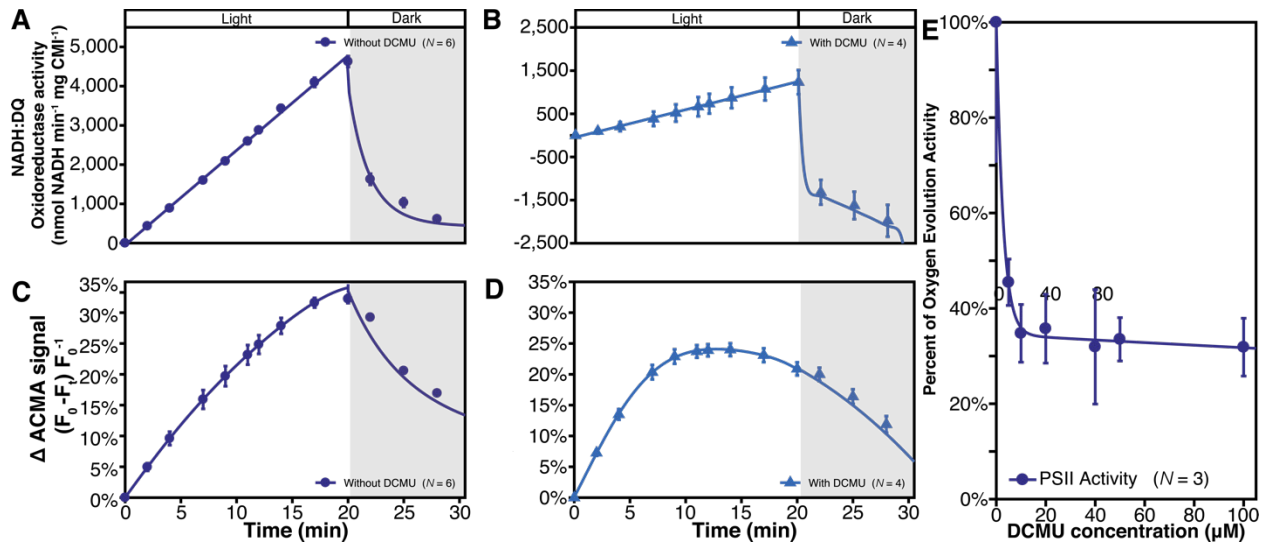 A
Light
Dark
NADH:DQ
Oxidoreductase activity
(nmol NADH min⁻¹ mg CMI⁻¹)
5,000
4,000
3,000
2,000
1,000
0
Without DCMU (N = 6)
B
Light
Dark
2,500
1,500
500
-500
-1,500
-2,500
With DCMU (N = 4)
C
Δ ACMA signal
(F₀-Fᵢ) F₀⁻¹
35%
30%
25%
20%
15%
10%
5%
0%
Without DCMU (N = 6)
0
5
10
15
20
25
30
Time (min)
D
35%
30%
25%
20%
15%
10%
5%
0%
With DCMU (N = 4)
0
5
10
15
20
25
30
Time (min)
E
Percent of Oxygen Evolution Activity
100%
80%
60%
40%
20%
0%
0
40
80
PSII Activity (N = 3)
0
20
40
60
80
100
DCMU concentration (µM)